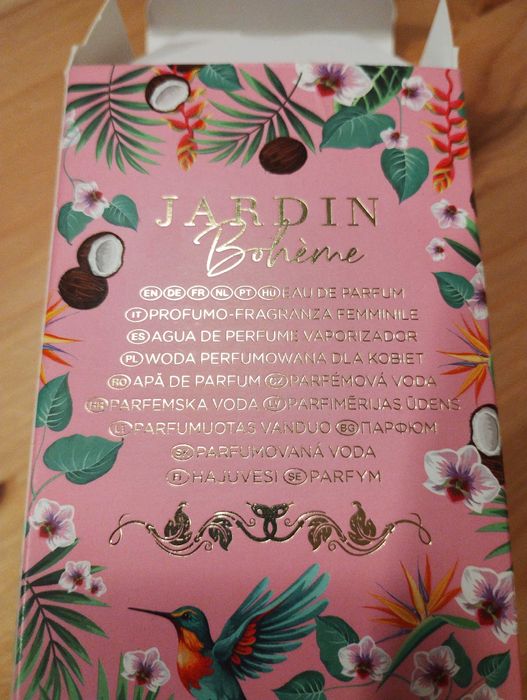 JARDIN
Bohème
EN DE FR NL PT HU EAU DE PARFUM
IT PROFUMO-FRAGRANZA FEMMINILE
ES AGUA DE PERFUME VAPORIZADOR
PL WODA PERFUMOWANA DLA KOBIET
RO APĂ DE PARFUM CZ PARFÉMOVÁ VODA
HR PARFEMSKA VODA LV PARFIMĒRIJAS ŪDENS
LT PARFUMUOTAS VANDUO BG ПАРФЮМ
SK PARFUMOVANÁ VODA
FI HAJUVESI SE PARFYM